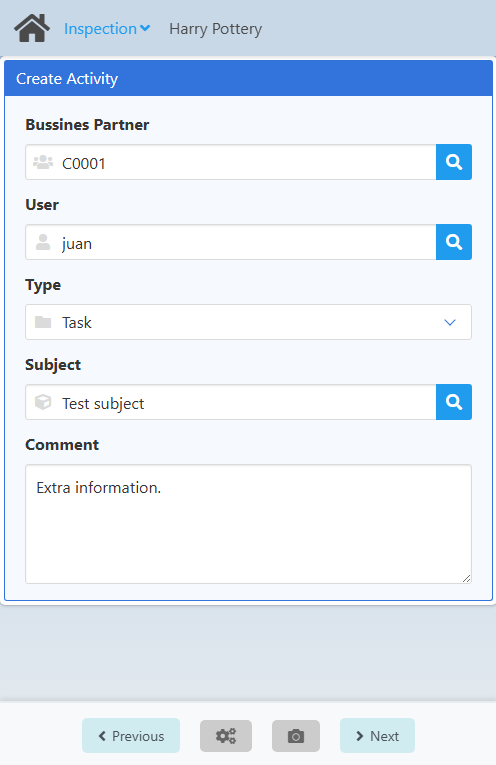 Inspection Harry Pottery
Create Activity
Bussines Partner
C0001
User
juan
Type
Task
Subject
Test subject
Comment
Extra information.
Previous Next